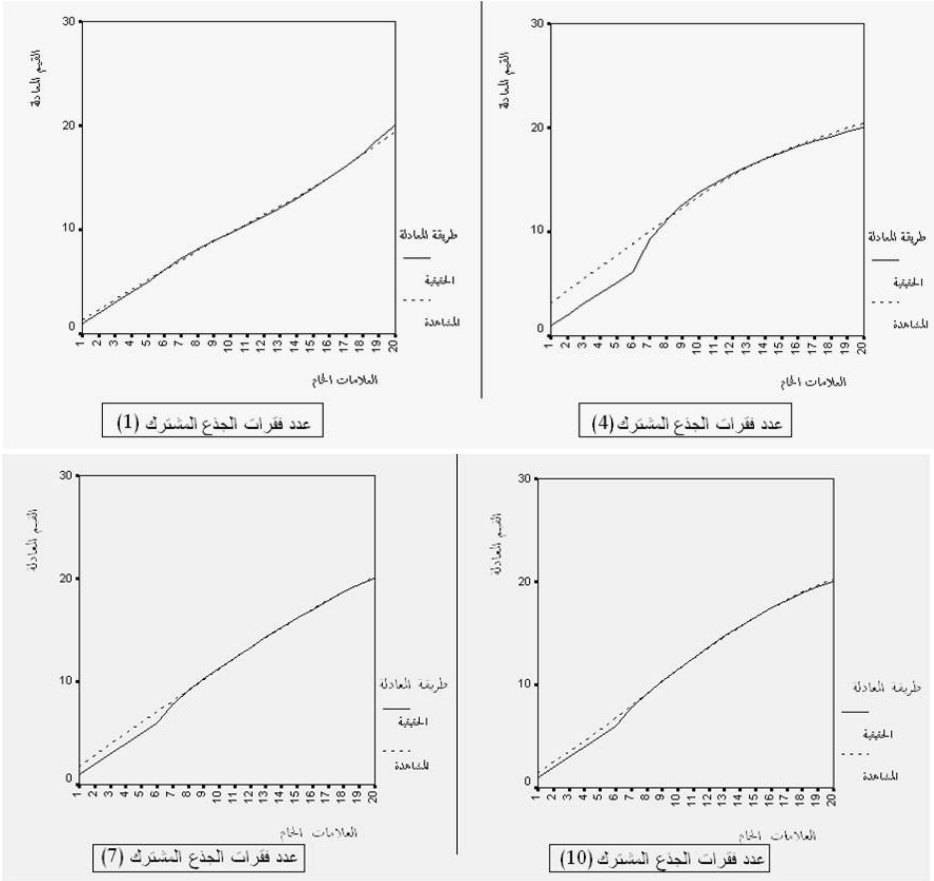 القيم المعادلة
30
20
10
0
1 2 3 4 5 6 7 8 9 10 11 12 13 14 15 16 17 18 19 20
العلامات الخام
طريقة المعادلة
الحقيقية
المشاهدة
عدد فقرات الجذع المشترك (1)
القيم المعادلة
30
20
10
0
1 2 3 4 5 6 7 8 9 10 11 12 13 14 15 16 17 18 19 20
العلامات الخام
طريقة المعادلة
الحقيقية
المشاهدة
عدد فقرات الجذع المشترك (4)
القيم المعادلة
30
20
10
0
1 2 3 4 5 6 7 8 9 10 11 12 13 14 15 16 17 18 19 20
العلامات الخام
طريقة المعادلة
الحقيقية
المشاهدة
عدد فقرات الجذع المشترك (7)
القيم المعادلة
30
20
10
0
1 2 3 4 5 6 7 8 9 10 11 12 13 14 15 16 17 18 19 20
العلامات الخام
طريقة المعادلة
الحقيقية
المشاهدة
عدد فقرات الجذع المشترك (10)